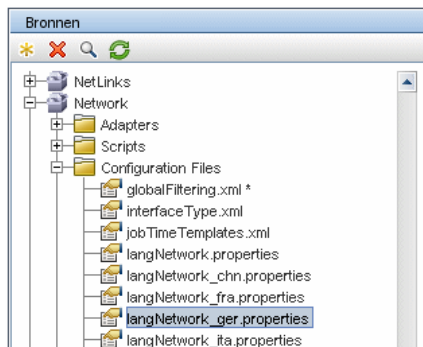 Bronnen
NetLinks
Network
Adapters
Scripts
Configuration Files
globalFiltering.xml *
interfaceType.xml
jobTimeTemplates.xml
langNetwork.properties
langNetwork_chn.properties
langNetwork_fra.properties
langNetwork_ger.properties
langNetwork_ita.properties